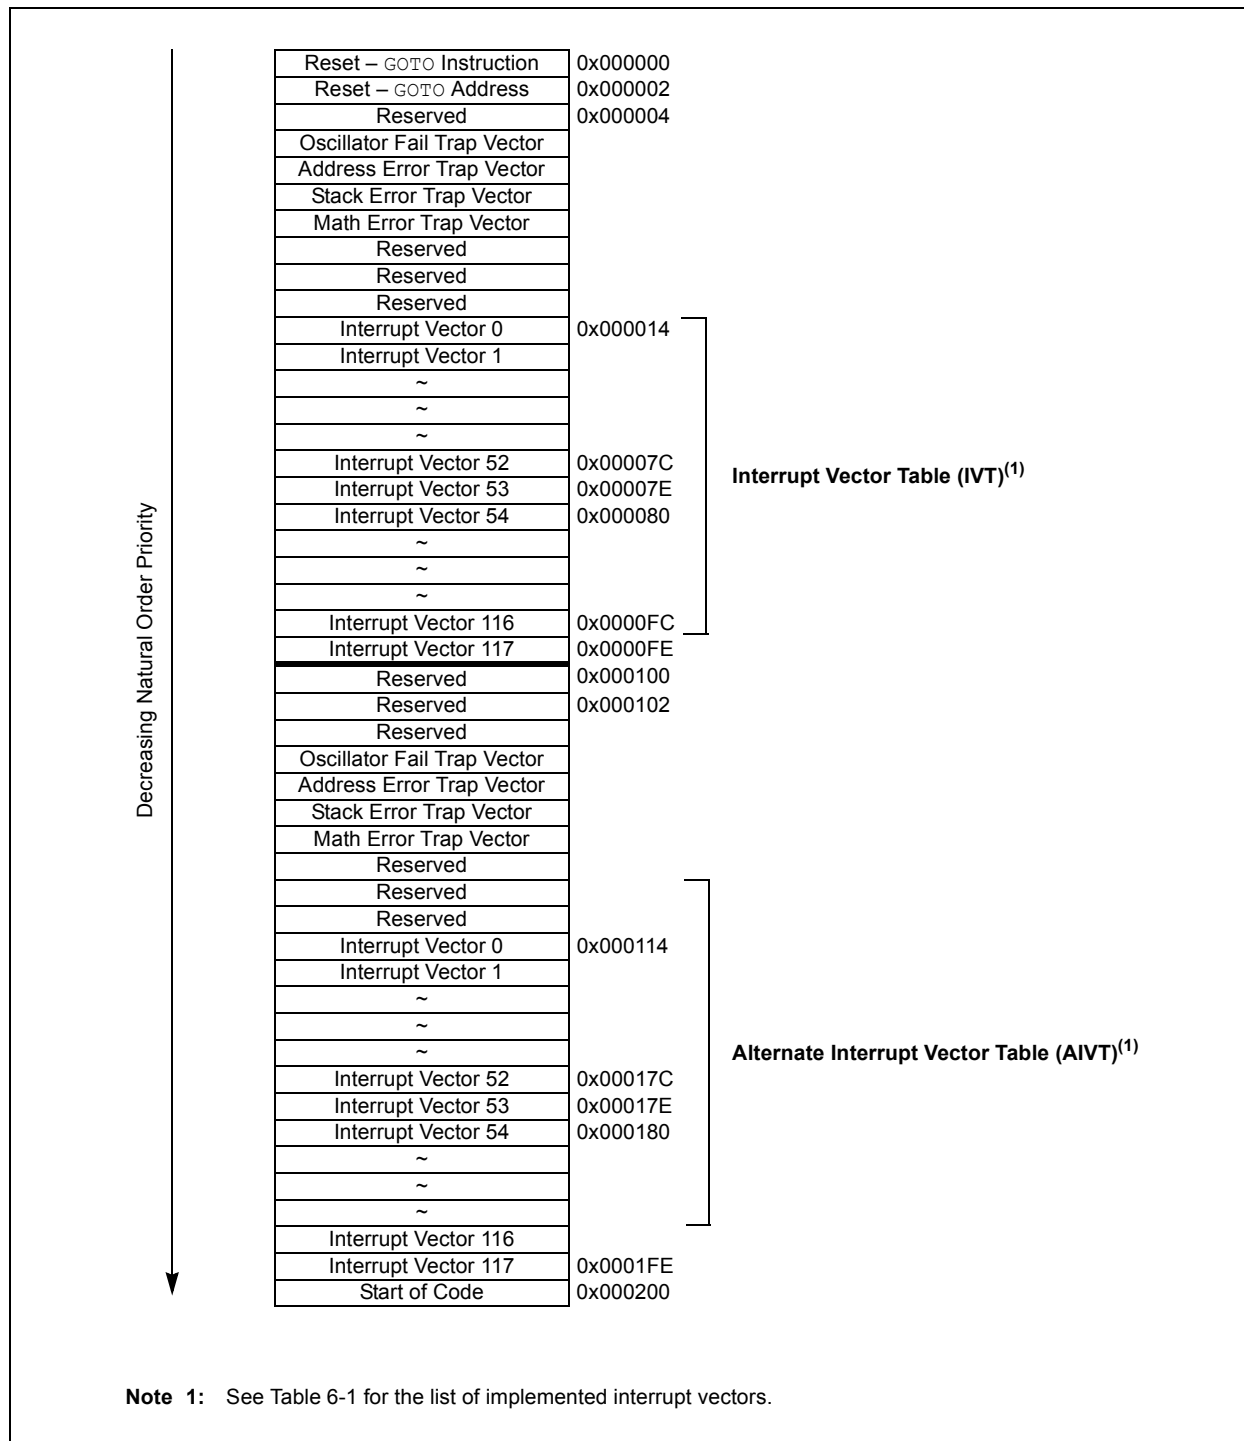 Reset – GOTO Instruction 0x000000
Reset – GOTO Address 0x000002
Reserved 0x000004
Oscillator Fail Trap Vector
Address Error Trap Vector
Stack Error Trap Vector
Math Error Trap Vector
Reserved
Reserved
Reserved
Interrupt Vector 0 0x000014
Interrupt Vector 1
~
~
~
Interrupt Vector 52 0x00007C
Interrupt Vector Table (IVT)(1)
Interrupt Vector 53 0x00007E
Interrupt Vector 54 0x000080
~
~
~
Interrupt Vector 116 0x0000FC
Interrupt Vector 117 0x0000FE
Decreasing Natural Order Priority
Reserved 0x000100
Reserved 0x000102
Reserved
Oscillator Fail Trap Vector
Address Error Trap Vector
Stack Error Trap Vector
Math Error Trap Vector
Reserved
Reserved
Reserved
Interrupt Vector 0 0x000114
Interrupt Vector 1
~
~
~
Alternate Interrupt Vector Table (AIVT)(1)
Interrupt Vector 52 0x00017C
Interrupt Vector 53 0x00017E
Interrupt Vector 54 0x000180
~
~
~
Interrupt Vector 116
Interrupt Vector 117 0x0001FE
Start of Code 0x000200
Note 1: See Table 6-1 for the list of implemented interrupt vectors.